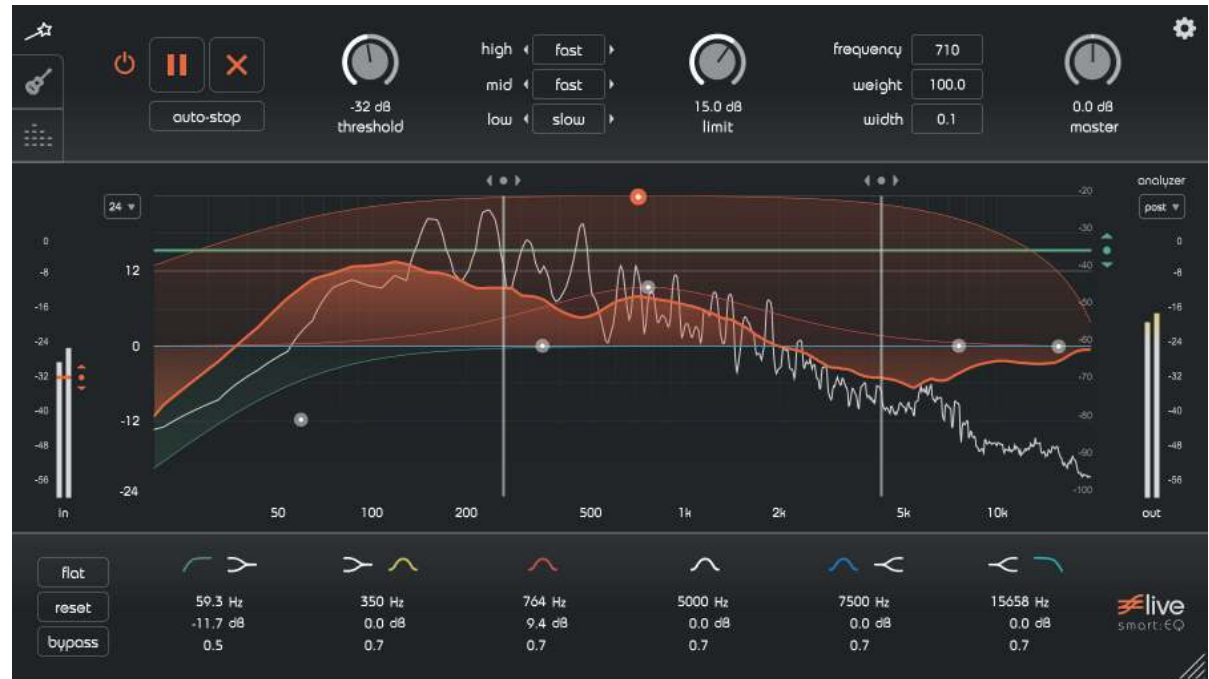 high fast
mid fast
low slow
auto-stop
-32 dB
threshold
15.0 dB
limit
frequency 710
weight 100.0
width 0.1
0.0 dB
master
24
12
0
-12
-24
0
-8
-16
-24
-32
-40
-48
-56
in
-20
-30
-40
-50
-60
-70
-80
-90
-100
analyzer
post
0
-8
-16
-24
-32
-40
-48
-56
out
50 100 200 500 1k 2k 5k 10k
flat
reset
bypass
59.3 Hz 350 Hz 764 Hz 5000 Hz 7500 Hz 15658 Hz
-11.7 dB 0.0 dB 9.4 dB 0.0 dB 0.0 dB 0.0 dB
0.5 0.7 0.7 0.7 0.7 0.7
live
smart:EQ